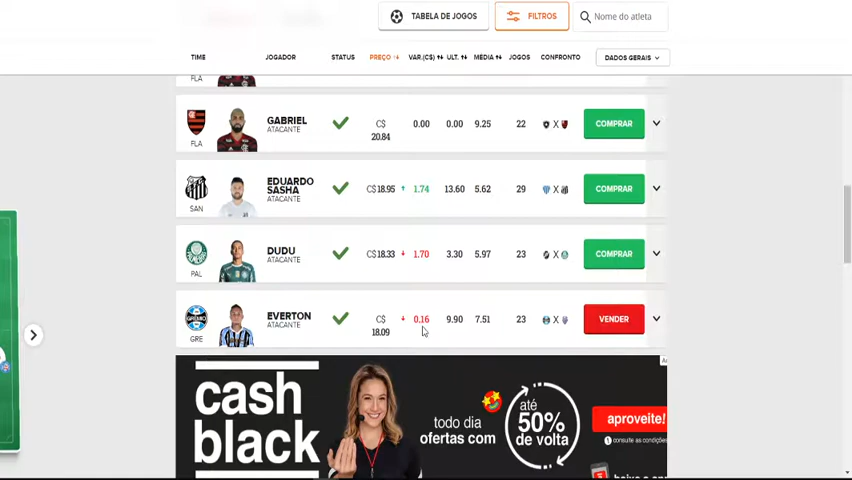 TABELA DE JOGOS
FILTROS
Nome do atleta
TIME JOGADOR STATUS PREÇO VAR.(C$) ULT. MÉDIA JOGOS CONFRONTO DADOS GERAIS
FLA
GABRIEL
ATACANTE
C$
20.84
0.00 0.00 9.25 22 X COMPRAR
FLA
EDUARDO
SASHA
ATACANTE
C$ 18.95 1.74 13.60 5.62 29 X COMPRAR
SAN
DUDU
ATACANTE
C$ 18.33 1.70 3.30 5.97 23 X COMPRAR
PAL
EVERTON
ATACANTE
C$
18.09
0.16 9.90 7.51 23 X VENDER
GRE
cash
black
todo dia
ofertas com
até
50%
de volta
aproveite!
consulte as condições